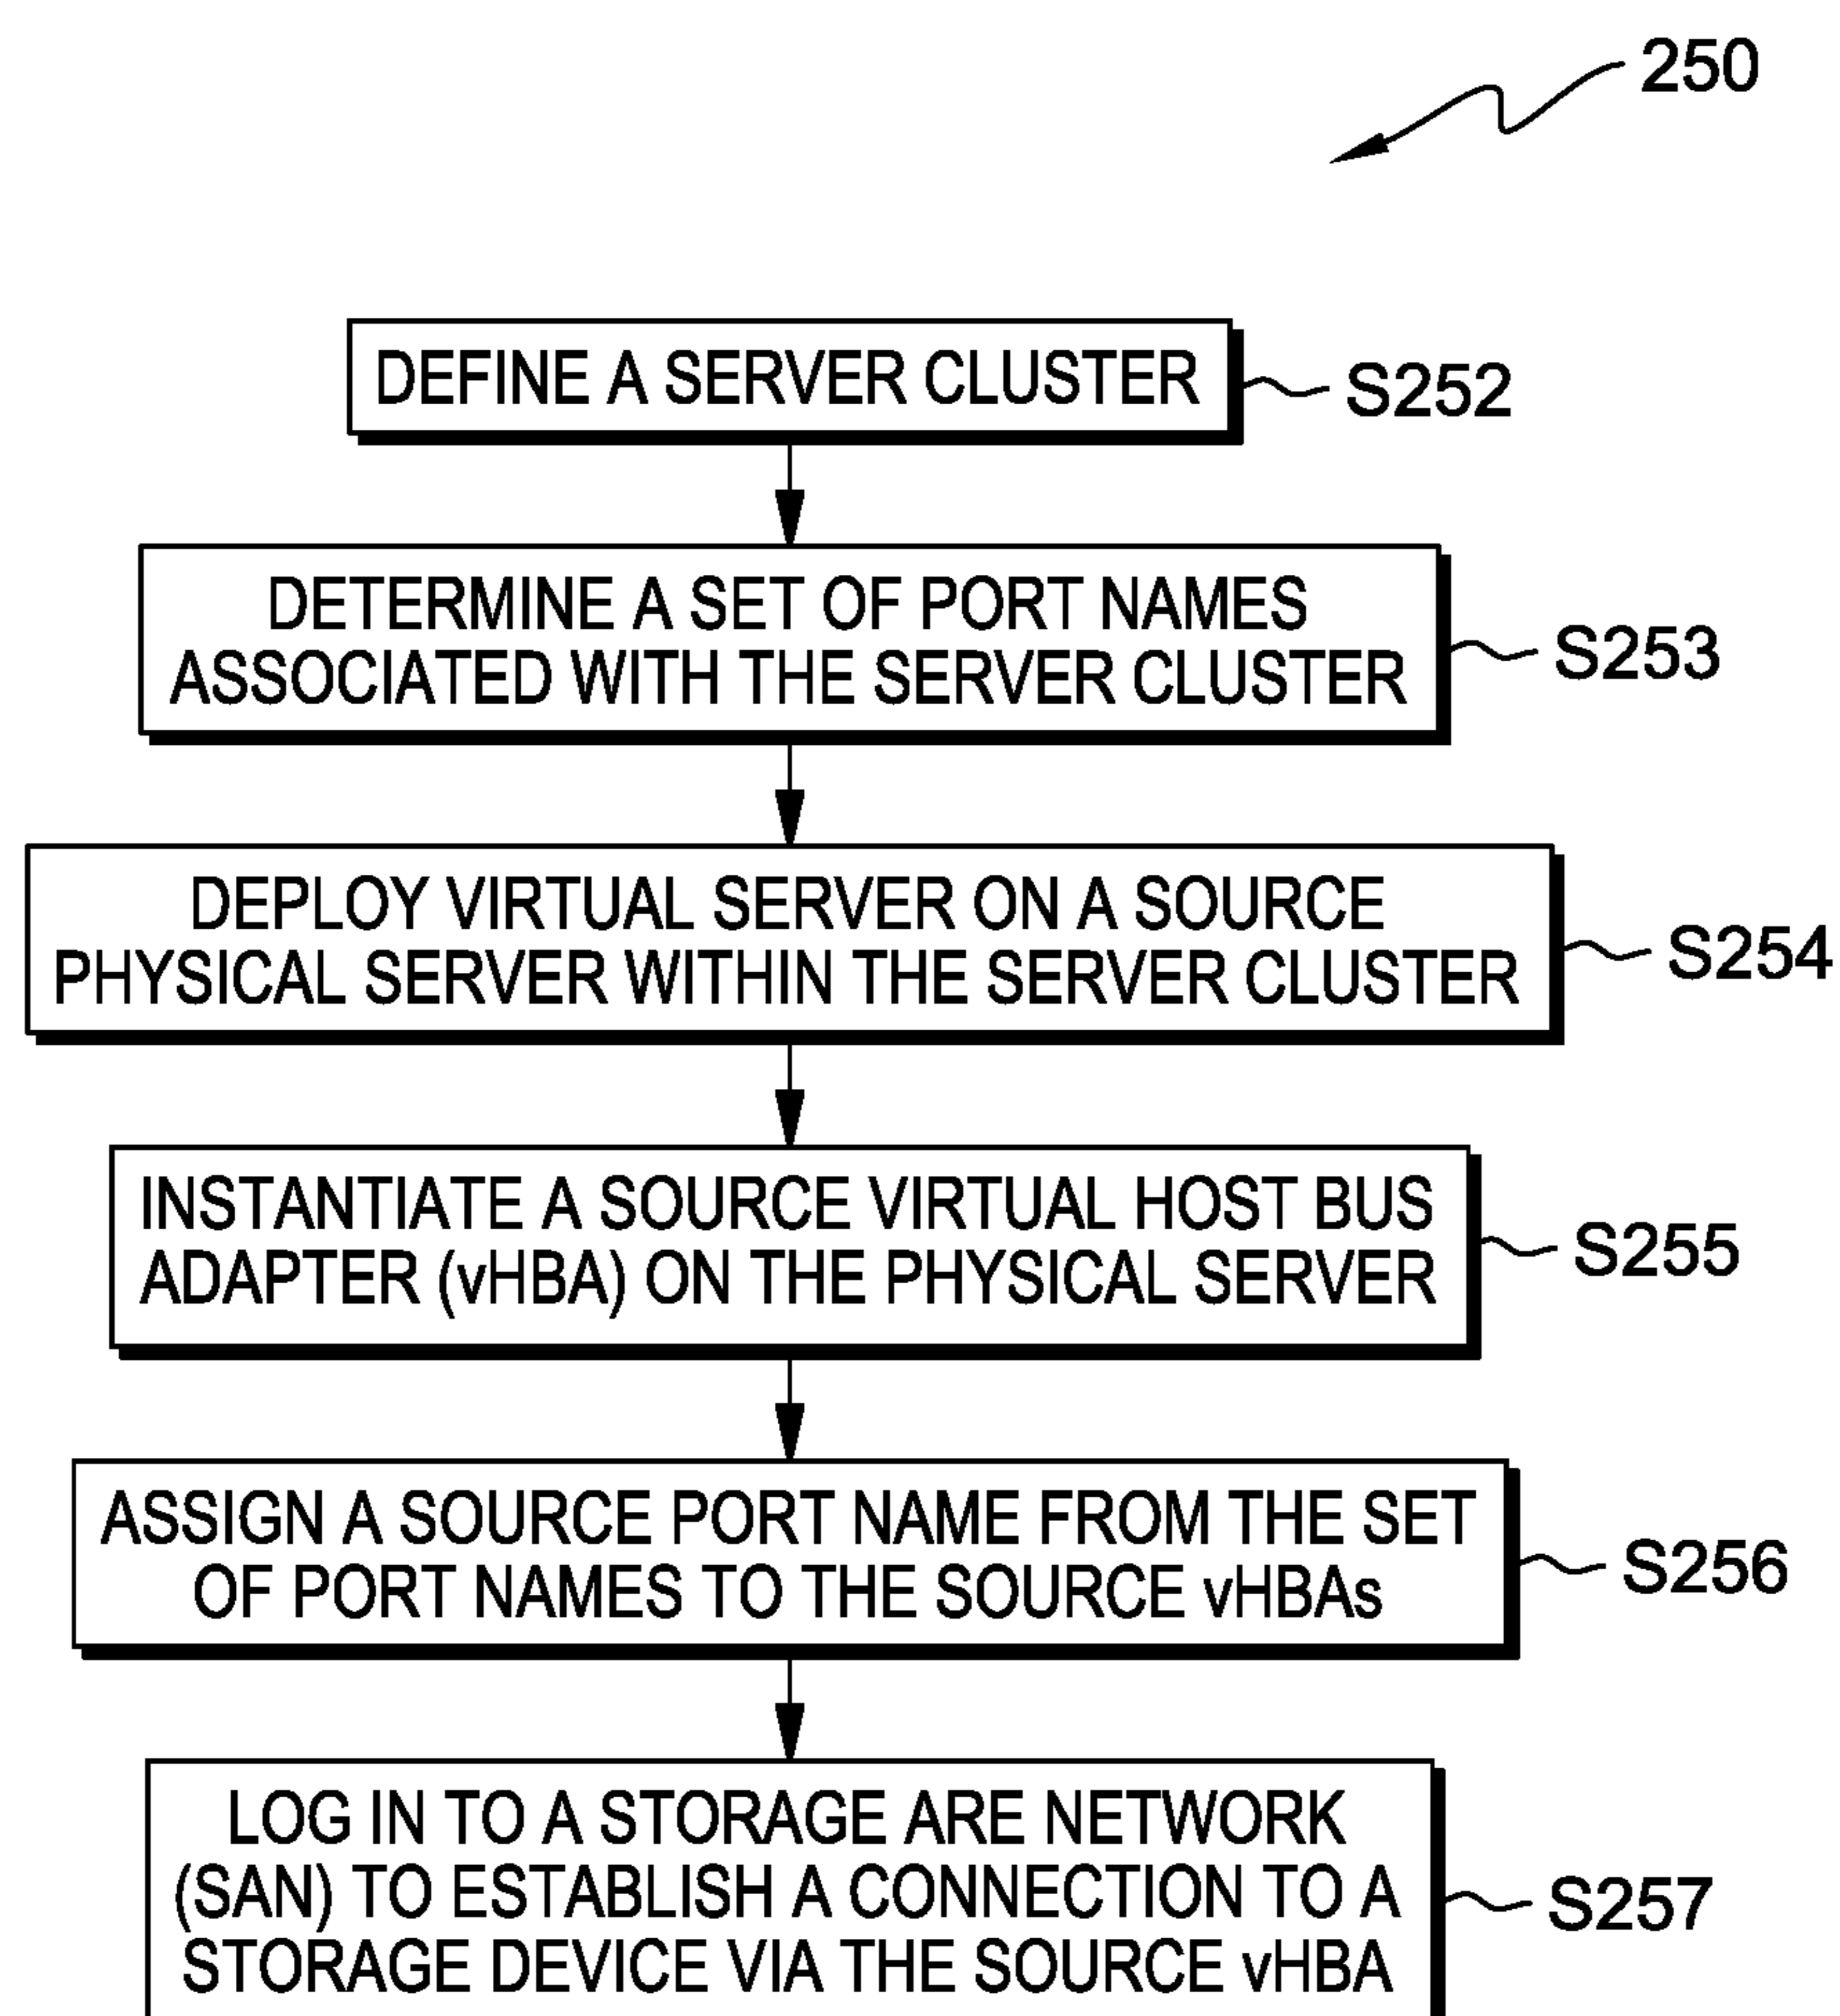 250
DEFINE A SERVER CLUSTER
S252
DETERMINE A SET OF PORT NAMES
ASSOCIATED WITH THE SERVER CLUSTER
S253
DEPLOY VIRTUAL SERVER ON A SOURCE
PHYSICAL SERVER WITHIN THE SERVER CLUSTER
S254
INSTANTIATE A SOURCE VIRTUAL HOST BUS
ADAPTER (vHBA) ON THE PHYSICAL SERVER
S255
ASSIGN A SOURCE PORT NAME FROM THE SET
OF PORT NAMES TO THE SOURCE vHBAs
S256
LOG IN TO A STORAGE ARE NETWORK
(SAN) TO ESTABLISH A CONNECTION TO A
STORAGE DEVICE VIA THE SOURCE vHBA
S257